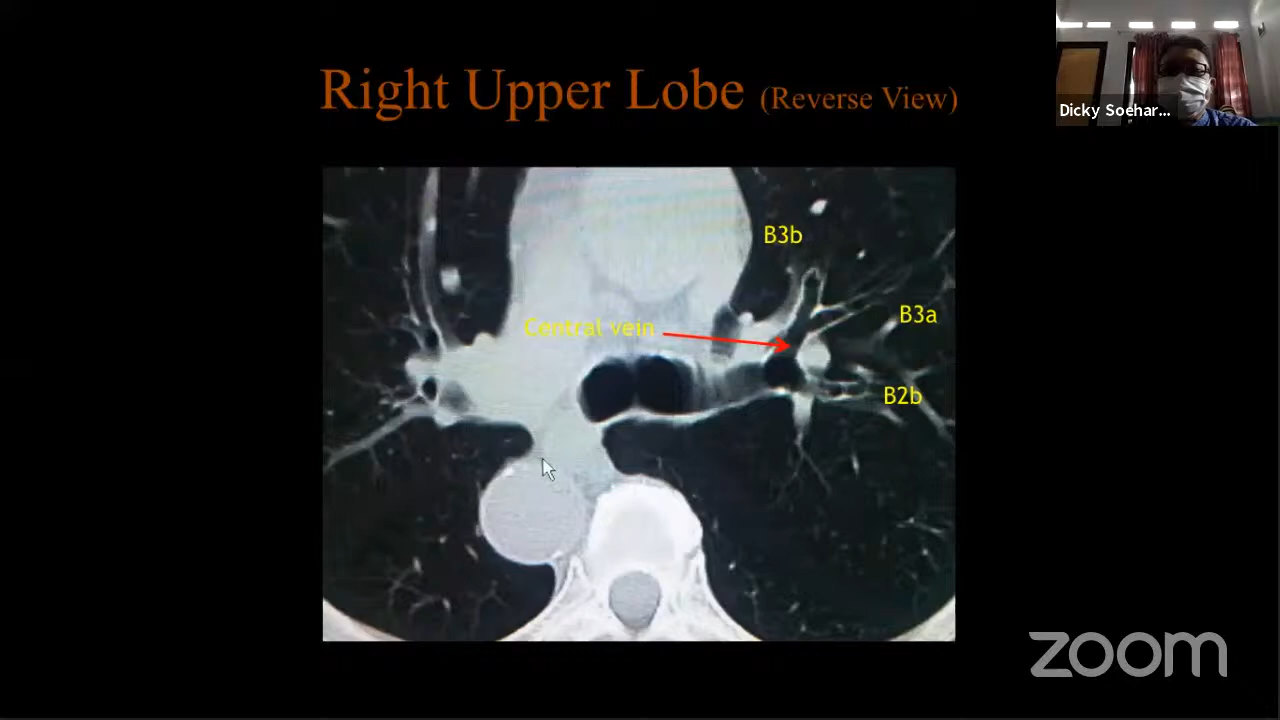 Right Upper Lobe (Reverse View)
Dicky Soehar...
B3b
B3a
Central vein
B2b
zoom